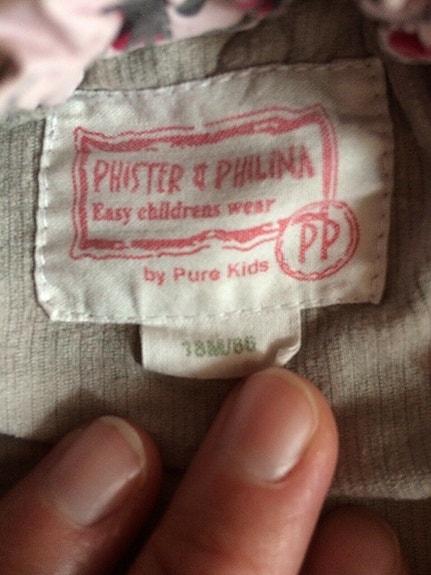 PHISTER & PHILINA
Easy childrens wear
PP
by Pure Kids
18M/86